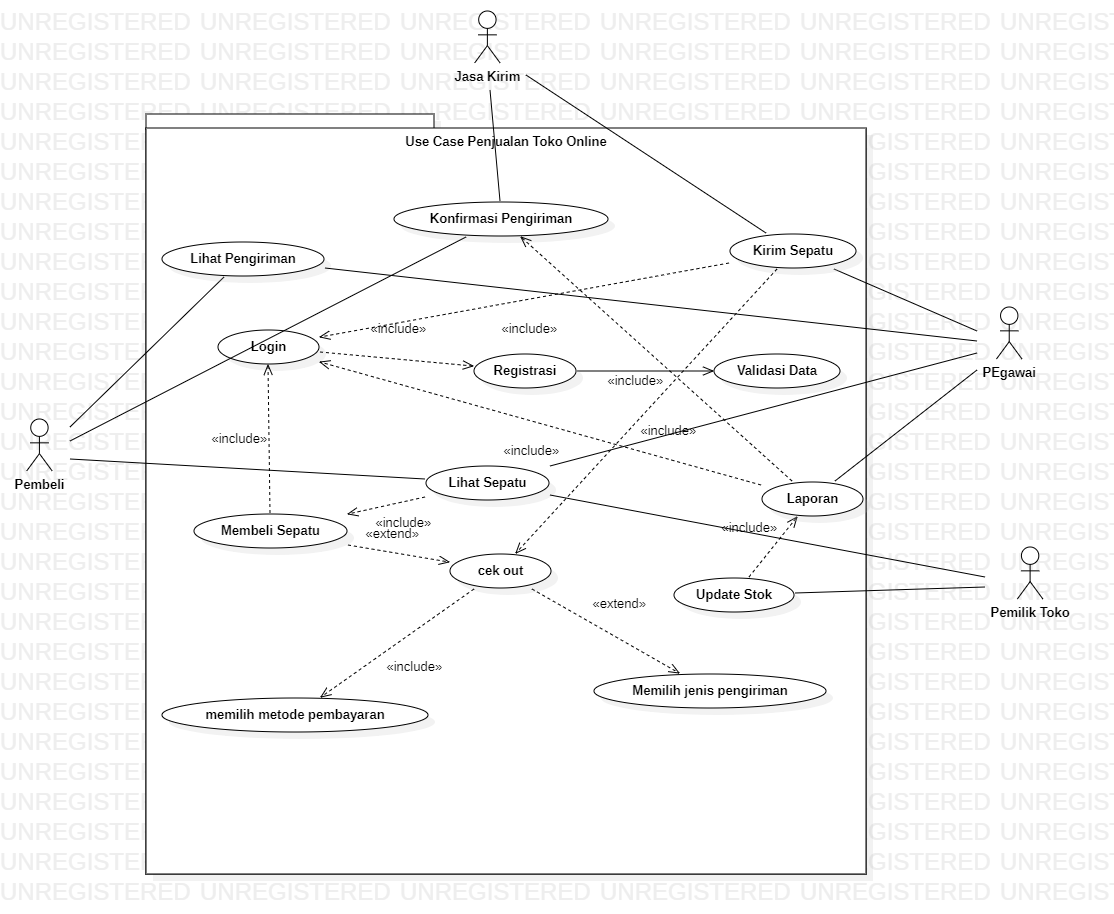 Jasa Kirim
Use Case Penjualan Toko Online
Konfirmasi Pengiriman
Kirim Sepatu
Lihat Pengiriman
«include»
«include»
Login
Registrasi
Validasi Data
«include»
PEgawai
«include»
«include»
«include»
Pembeli
Lihat Sepatu
Laporan
«include»
«include»
Membeli Sepatu
«extend»
cek out
Update Stok
«extend»
Pemilik Toko
«include»
Memilih jenis pengiriman
memilih metode pembayaran
UNREGISTERED